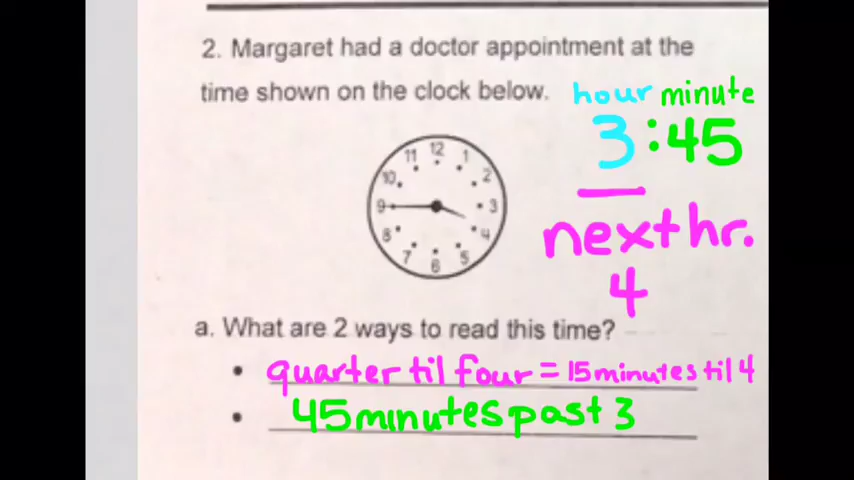 2. Margaret had a doctor appointment at the
time shown on the clock below.
hour minute
3:45
next hr.
4
12
11 1
10 2
9 3
8 4
7 5
6
a. What are 2 ways to read this time?
• quarter til four = 15 minutes til 4
• 45 minutes past 3